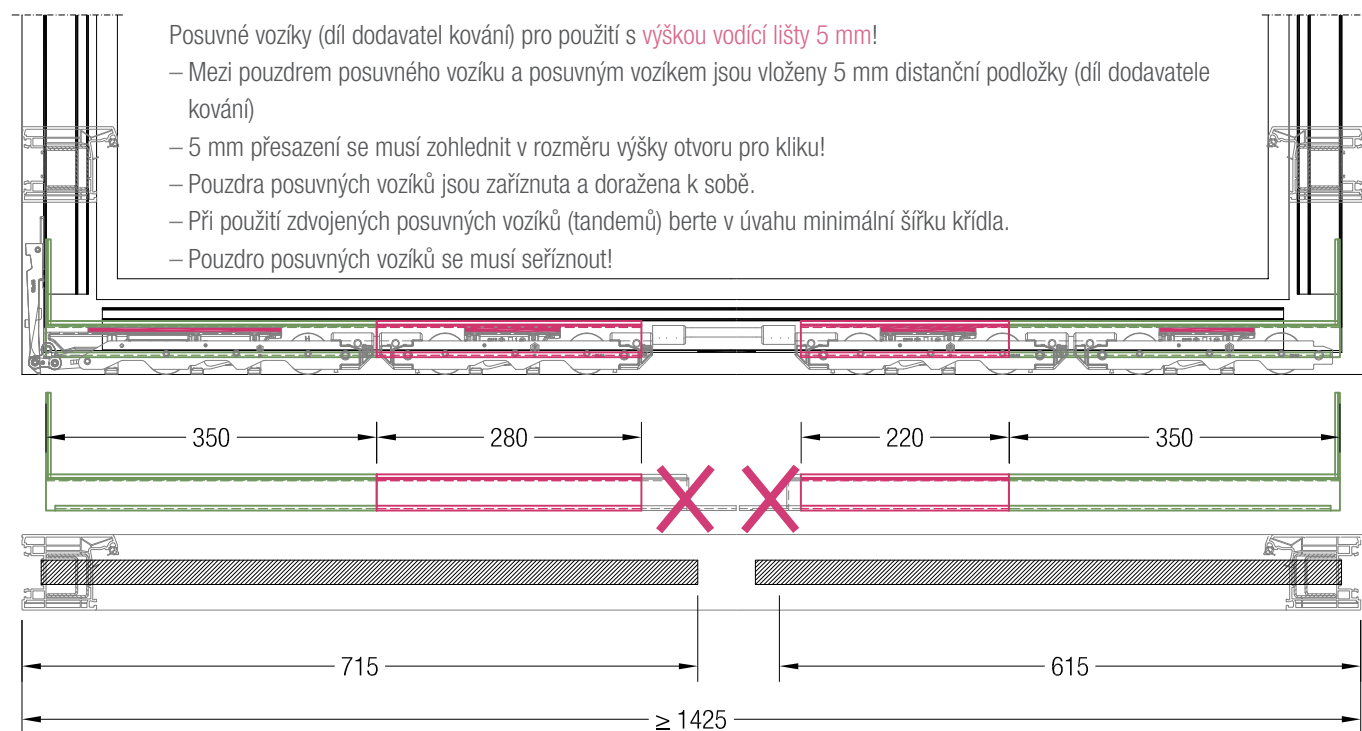 Posuvné vozíky (díl dodavatel kování) pro použití s výškou vodící lišty 5 mm!
– Mezi pouzdrem posuvného vozíku a posuvným vozíkem jsou vloženy 5 mm distanční podložky (díl dodavatele
kování)
– 5 mm přesazení se musí zohlednit v rozměru výšky otvoru pro kliku!
– Pouzdra posuvných vozíků jsou zaříznuta a doražena k sobě.
– Při použití zdvojených posuvných vozíků (tandemů) berte v úvahu minimální šířku křídla.
– Pouzdro posuvných vozíků se musí seříznout!
350 280 220 350
715 615
≥ 1425